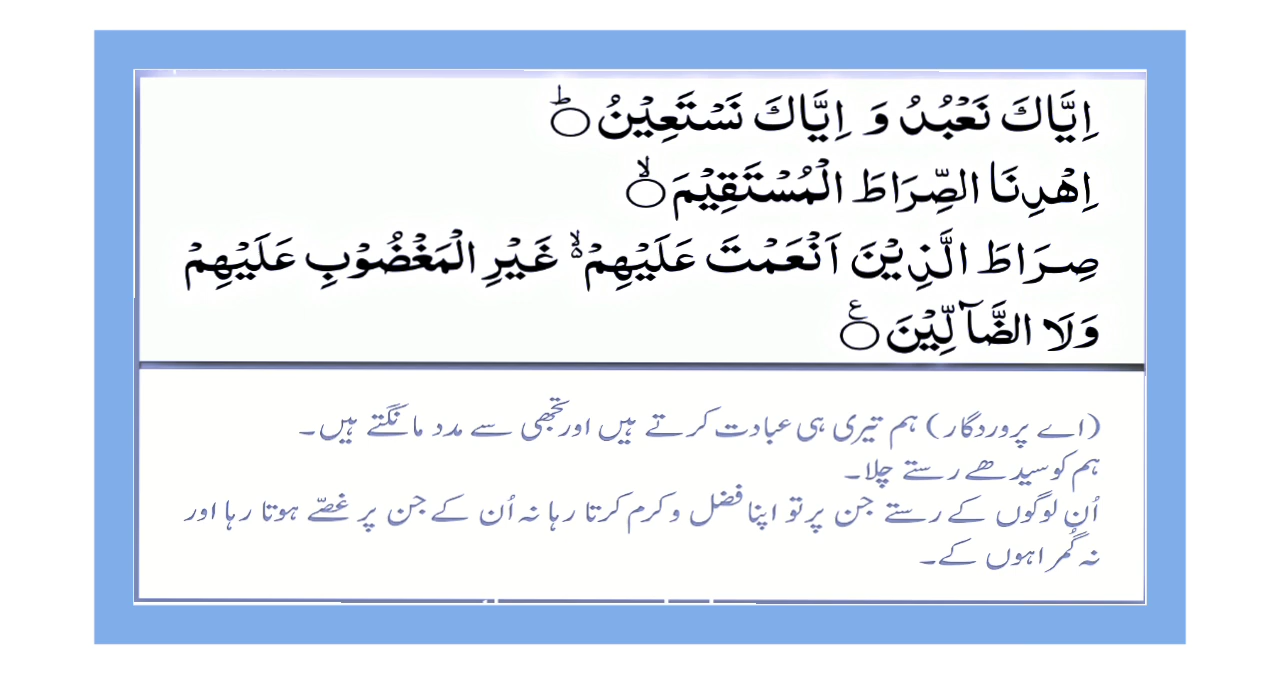 اِیَّاکَ نَعۡبُدُ وَ اِیَّاکَ نَسۡتَعِیۡنُ ؕ﴿﴾
اِہۡدِنَا الصِّرَاطَ الۡمُسۡتَقِیۡمَ ۙ﴿﴾
صِرَاطَ الَّذِیۡنَ اَنۡعَمۡتَ عَلَیۡہِمۡ ۬ۙ غَیۡرِ الۡمَغۡضُوۡبِ عَلَیۡہِمۡ
وَلَا الضَّآلِّیۡنَ ﴿﴾ ع
(اے پروردگار) ہم تیری ہی عبادت کرتے ہیں اور تجھی سے مدد مانگتے ہیں۔
ہم کو سیدھے رستے چلا۔
اُن لوگوں کے رستے جن پر تو اپنا فضل و کرم کرتا رہا نہ اُن کے جن پر غصّے ہوتا رہا اور
نہ گُمراہوں کے۔